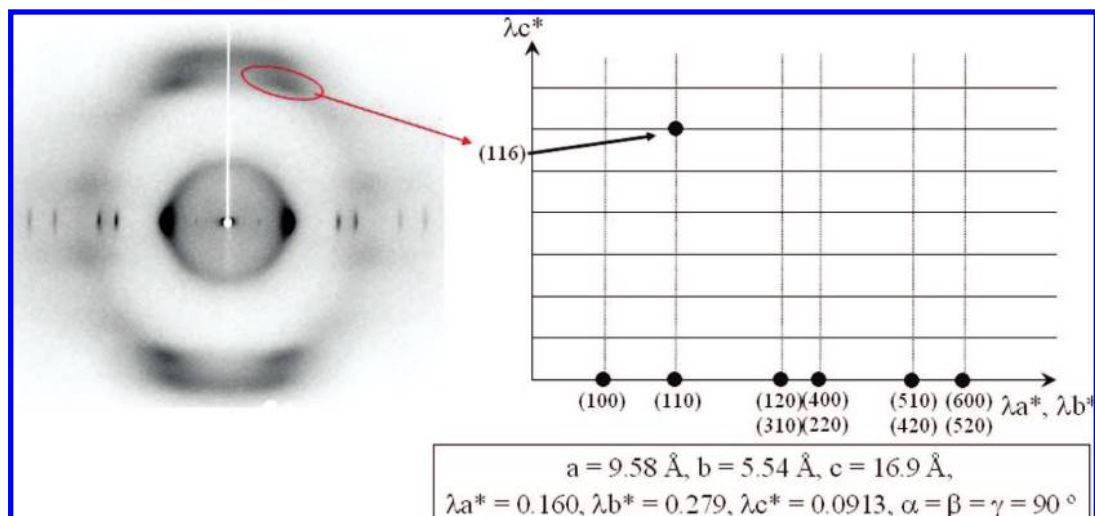 λc*
(116)
(100) (110) (120)(400) (510) (600) λa*, λb*
(310)(220) (420) (520)
a = 9.58 Å, b = 5.54 Å, c = 16.9 Å,
λa* = 0.160, λb* = 0.279, λc* = 0.0913, α = β = γ = 90 º